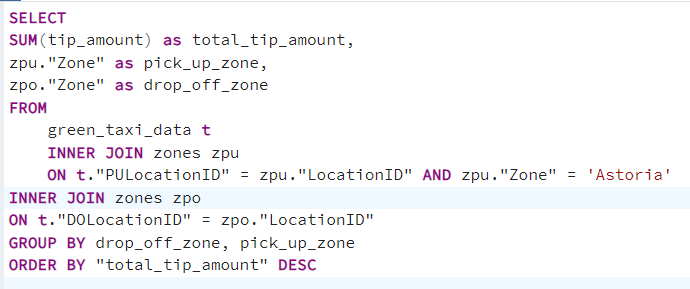 SELECT
SUM(tip_amount) as total_tip_amount,
zpu."Zone" as pick_up_zone,
zpo."Zone" as drop_off_zone
FROM
    green_taxi_data t
    INNER JOIN zones zpu
    ON t."PULocationID" = zpu."LocationID" AND zpu."Zone" = 'Astoria'
INNER JOIN zones zpo
ON t."DOLocationID" = zpo."LocationID"
GROUP BY drop_off_zone, pick_up_zone
ORDER BY "total_tip_amount" DESC